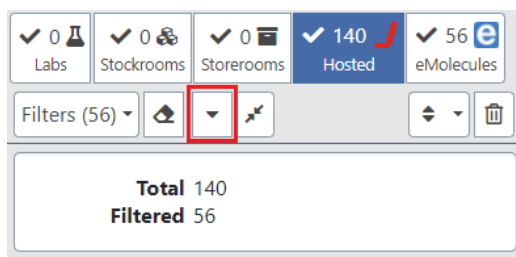 0
Labs
0
Stockrooms
0
Storerooms
140
Hosted
56 e
eMolecules
Filters (56)
Total 140
Filtered 56